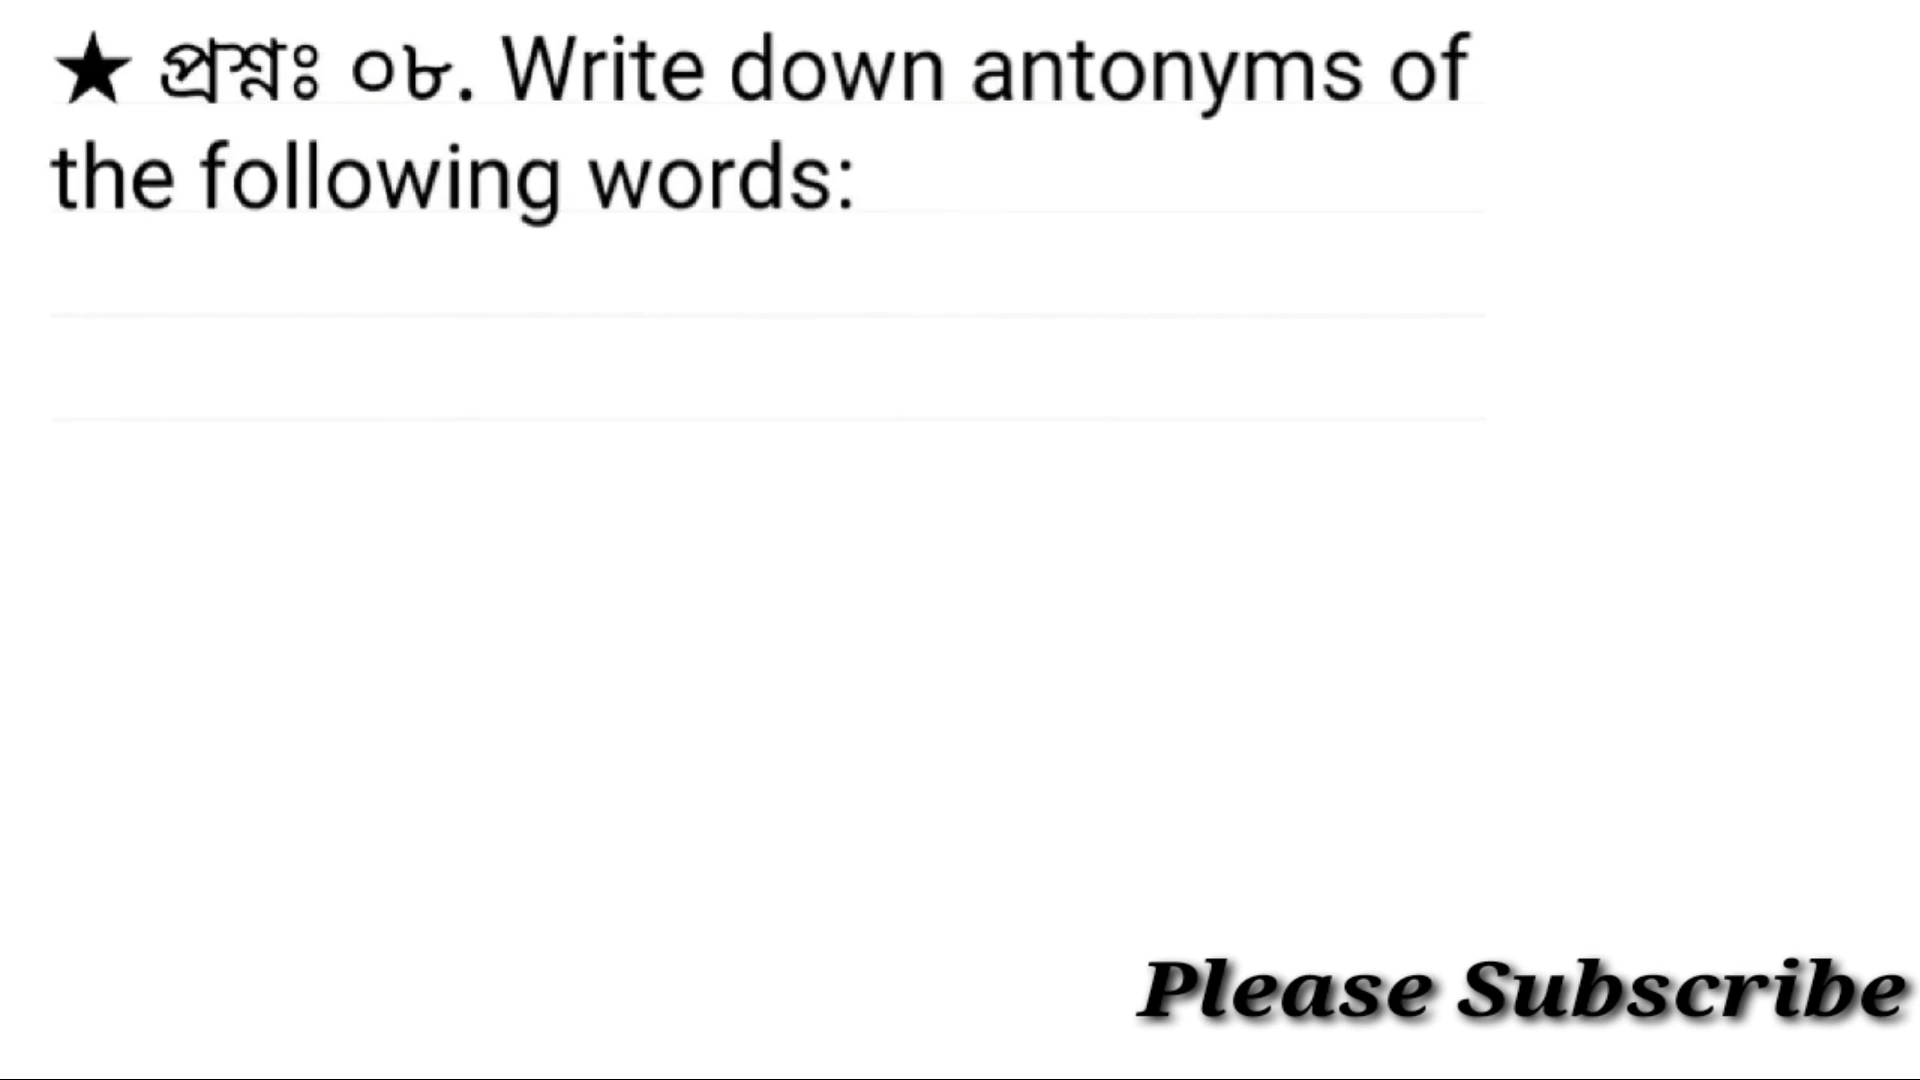 ★ প্রশ্নঃ ০৮. Write down antonyms of
the following words:
Please Subscribe